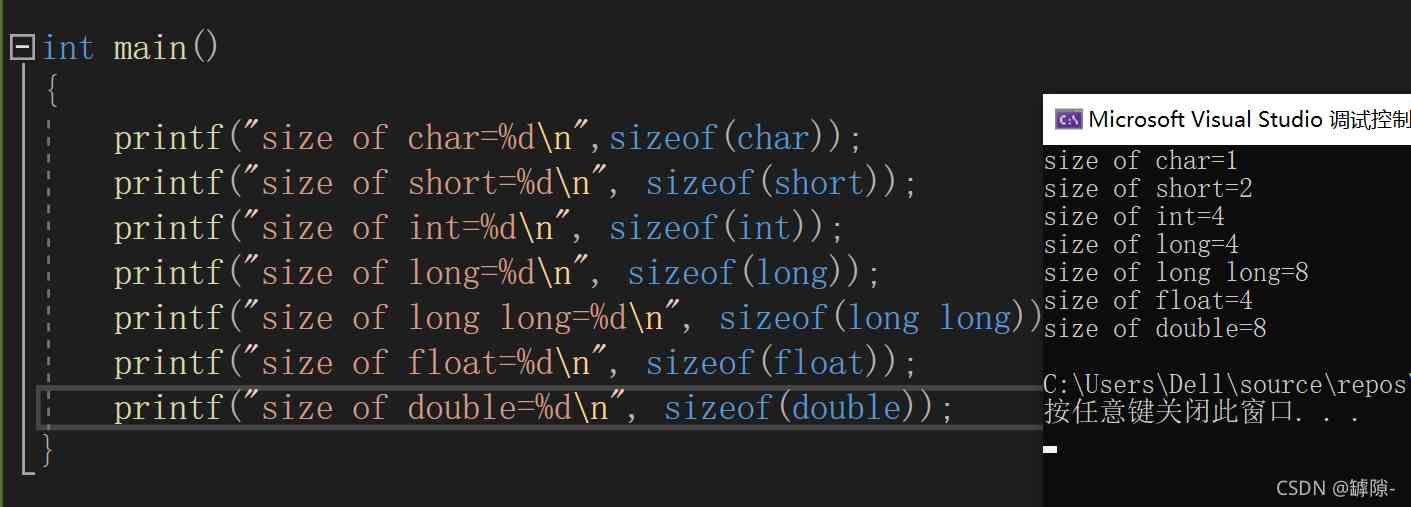 int main()
{
printf("size of char=%d\n",sizeof(char));
printf("size of short=%d\n", sizeof(short));
printf("size of int=%d\n", sizeof(int));
printf("size of long=%d\n", sizeof(long));
printf("size of long long=%d\n", sizeof(long long))
printf("size of float=%d\n", sizeof(float));
printf("size of double=%d\n", sizeof(double));
}
C:\ Microsoft Visual Studio 调试控制
size of char=1
size of short=2
size of int=4
size of long=4
size of long long=8
size of float=4
size of double=8
C:\Users\Dell\source\repos\
按任意键关闭此窗口. . .
CSDN @罅隙-